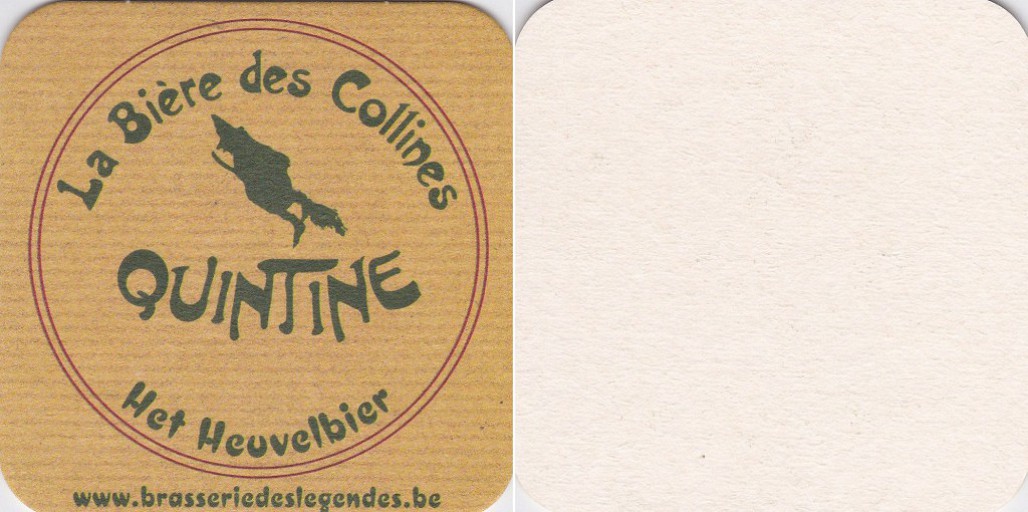 La Bière des Collines
QUINTINE
Het Heuvelbier
www.brasseriedeslegendes.be